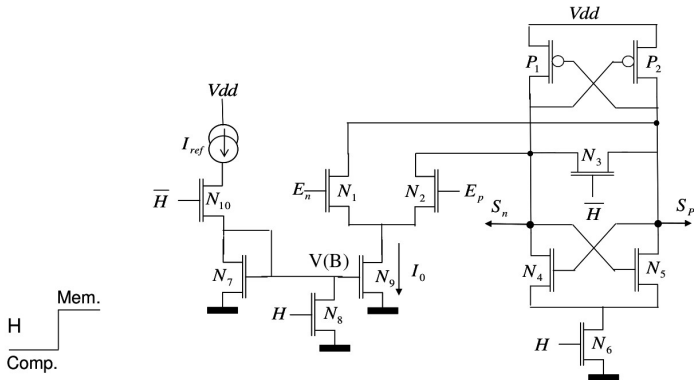 Vdd
P1 P2
Vdd
Iref
H̅ N10
En N1 N2 Ep
N3
H̅
Sn SP
V(B)
N7 N9 I0
N4 N5
H N8
H N6
Mem.
H
Comp.